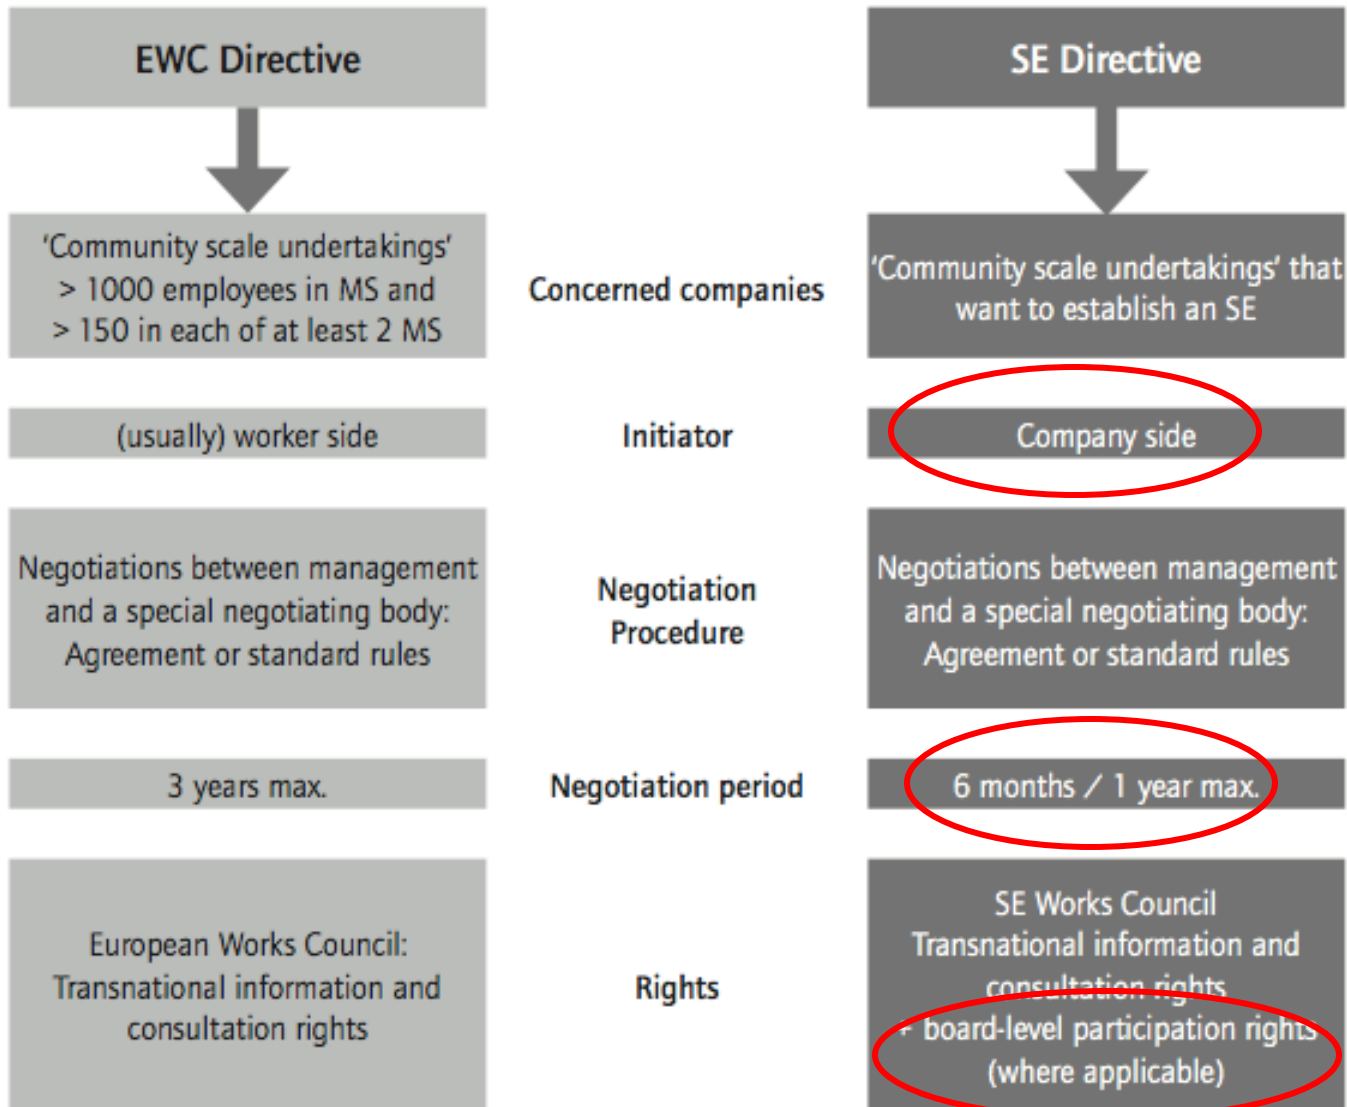 EWC Directive
SE Directive
'Community scale undertakings'
> 1000 employees in MS and
> 150 in each of at least 2 MS
Concerned companies
'Community scale undertakings' that
want to establish an SE
(usually) worker side
Initiator
Company side
Negotiations between management
and a special negotiating body:
Agreement or standard rules
Negotiation
Procedure
Negotiations between management
and a special negotiating body:
Agreement or standard rules
3 years max.
Negotiation period
6 months / 1 year max.
European Works Council:
Transnational information and
consultation rights
Rights
SE Works Council
Transnational information and
consultation rights
+ board-level participation rights
(where applicable)